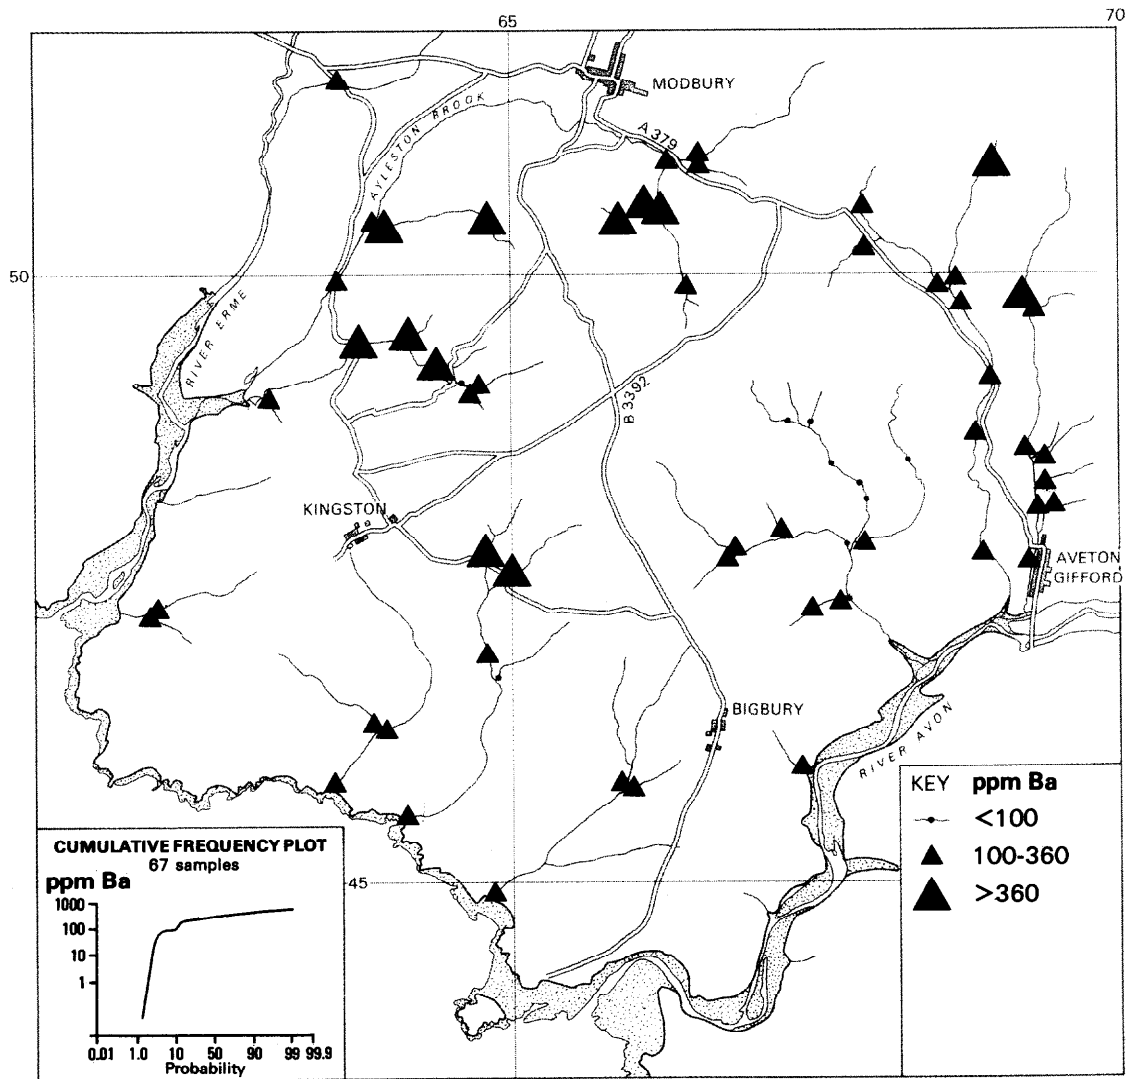 65
70
MODBURY
AYLESTON BROOK
A 379
50
RIVER ERME
B 3392
KINGSTON
AVETON
GIFFORD
BIGBURY
RIVER AVON
KEY ppm Ba
<100
100-360
>360
45
CUMULATIVE FREQUENCY PLOT
67 samples
ppm Ba
1000
100
10
1
0.01 1.0 10 50 90 99 99.9
Probability